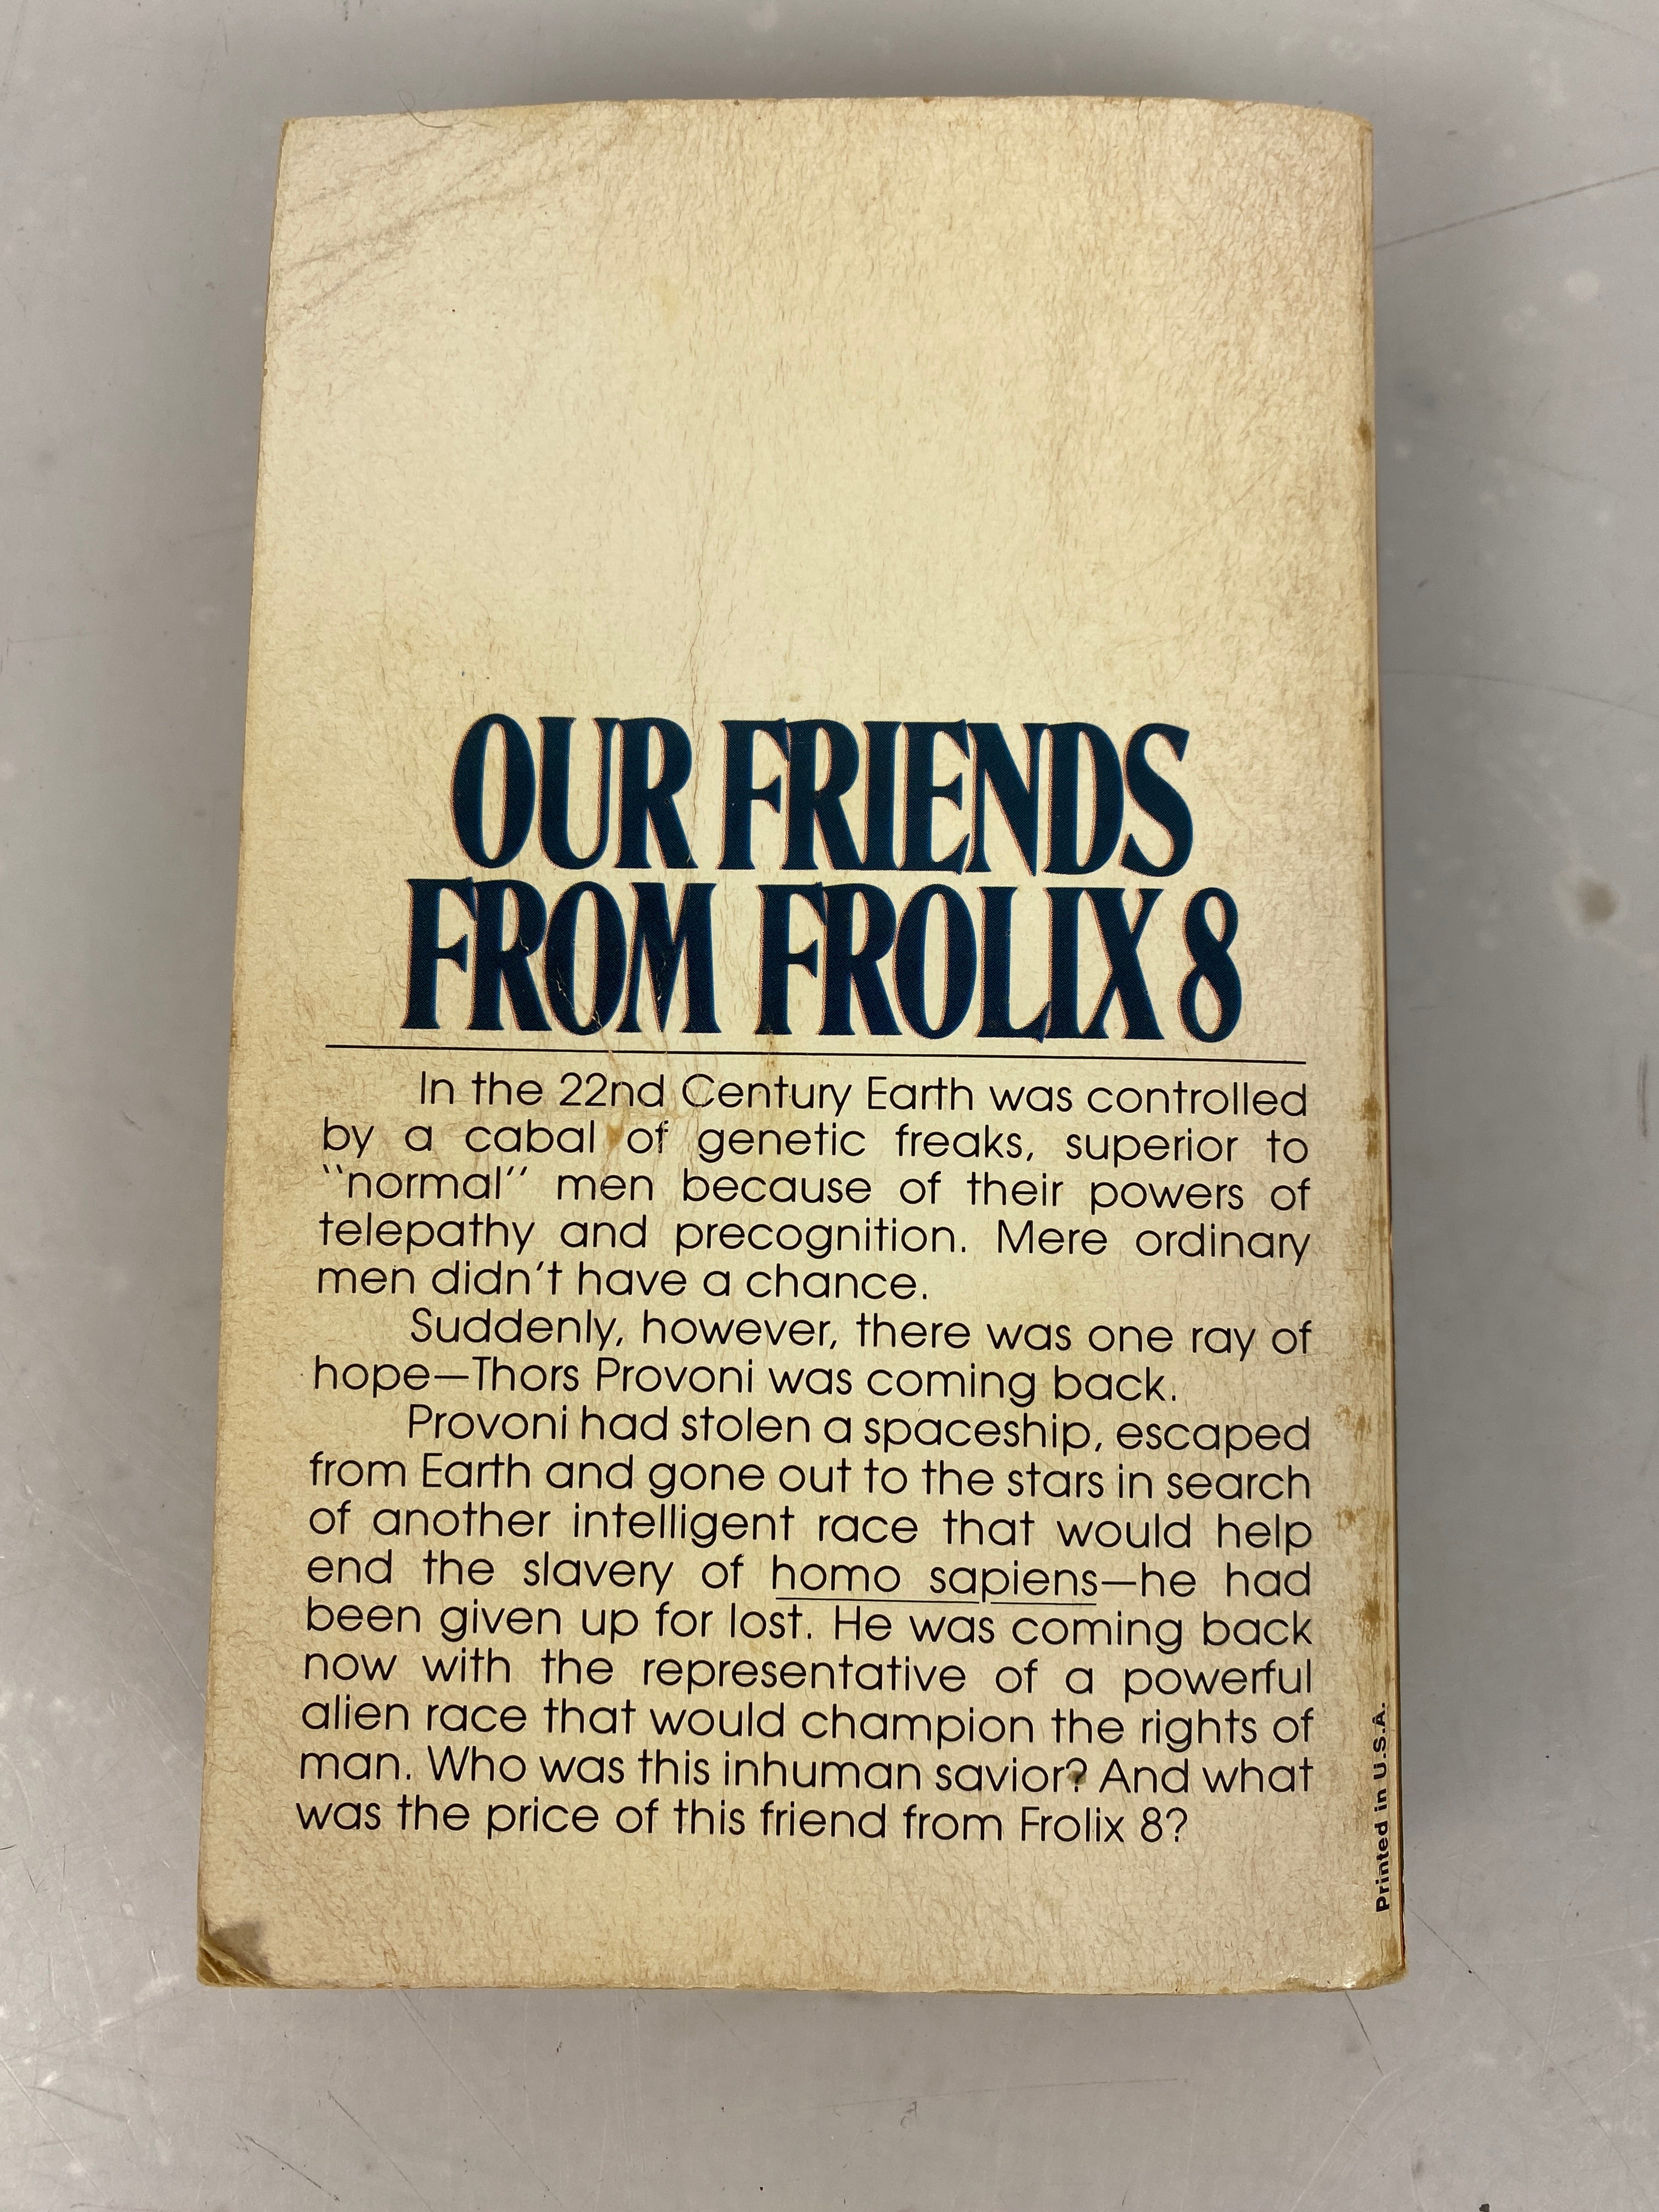 OUR FRIENDS
FROM FROLIX 8
In the 22nd Century Earth was controlled
by a cabal of genetic freaks, superior to
"normal" men because of their powers of
telepathy and precognition. Mere ordinary
men didn't have a chance.
Suddenly, however, there was one ray of
hope—Thors Provoni was coming back.
Provoni had stolen a spaceship, escaped
from Earth and gone out to the stars in search
of another intelligent race that would help
end the slavery of homo sapiens—he had
been given up for lost. He was coming back
now with the representative of a powerful
alien race that would champion the rights of
man. Who was this inhuman savior? And what
was the price of this friend from Frolix 8?
Printed in U.S.A.